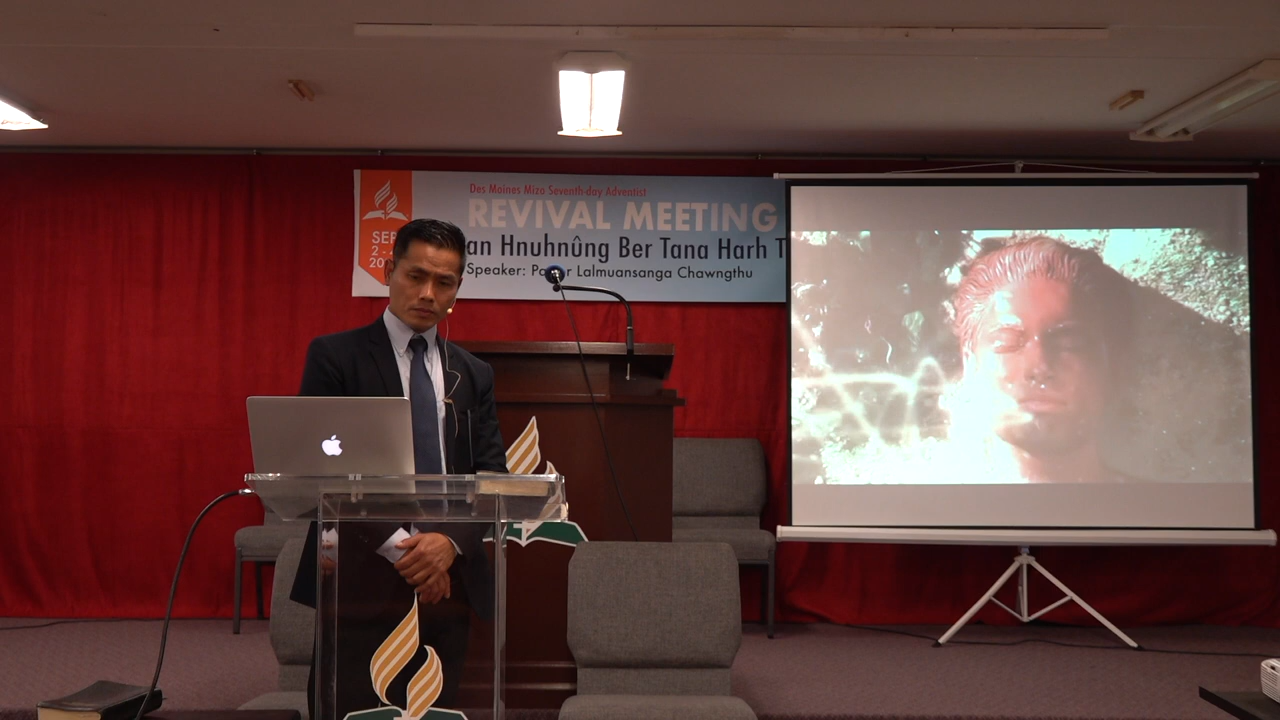 Des Moines Mizo Seventh-day Adventist
REVIVAL MEETING
an Hnuhnûng Ber Tana Harh T
Speaker: Pa or Lalmuansanga Chawngthu
SEP
2 -
20